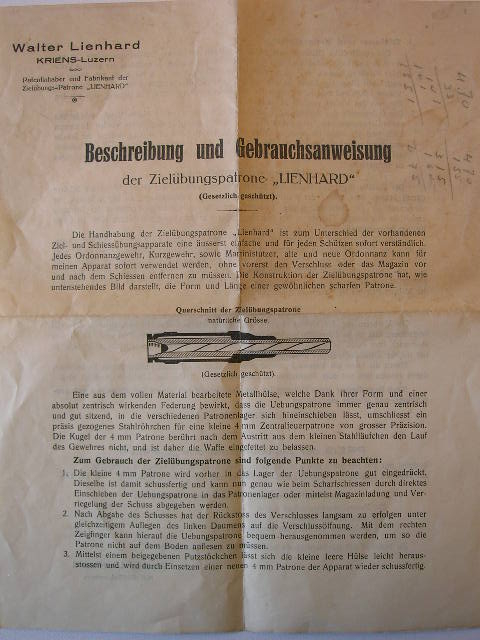 Walter Lienhard
KRIENS-Luzern
Patentinhaber und Fabrikant der
Zielübungs-Patrone „LIENHARD“
Beschreibung und Gebrauchsanweisung
der Zielübungspatrone „LIENHARD“
(Gesetzlich geschützt).
Die Handhabung der Zielübungspatrone „Lienhard“ ist zum Unterschied der vorhandenen
Ziel- und Schiessübungsapparate eine äusserst einfache und für jeden Schützen sofort verständlich.
Jedes Ordonnanzgewehr, Kurzgewehr, sowie Martinistutzer, alte und neue Ordonnanz kann für
meinen Apparat sofort verwendet werden, ohne vorerst den Verschluss oder das Magazin vor
und nach dem Schiessen entfernen zu müssen. Die Konstruktion der Zielübungspatrone hat, wie
untenstehendes Bild darstellt, die Form und Länge einer gewöhnlichen scharfen Patrone.
Querschnitt der Zielübungspatrone
natürliche Grösse.
(Gesetzlich geschützt).
Eine aus dem vollen Material bearbeitete Metallhülse, welche Dank ihrer Form und einer
absolut zentrisch wirkenden Federung bewirkt, dass die Uebungspatrone immer genau zentrisch
und gut sitzend, in die verschiedenen Patronenlager sich hineinschieben lässt, umschliesst ein
präsis gezogenes Stahlröhrchen für eine kleine 4 mm Zentralfeuerpatrone von grosser Präzision.
Die Kugel der 4 mm Patrone berührt nach dem Austritt aus dem kleinen Stahlläufchen den Lauf
des Gewehres nicht, und ist daher die Waffe eingefettet zu belassen.
Zum Gebrauch der Zielübungspatrone sind folgende Punkte zu beachten:
1. Die kleine 4 mm Patrone wird vorher in das Lager der Uebungspatrone gut eingedrückt,
Dieselbe ist damit schussfertig und kann nun genau wie beim Scharfschiessen durch direktes
Einschieben der Uebungspatrone in das Patronenlager oder mittelst Magazinladung und Ver-
riegelung der Schuss abgegeben werden.
2. Nach Abgabe des Schusses hat der Rückstoss des Verschlusses langsam zu erfolgen unter
gleichzeitigem Auflegen des linken Daumens auf die Verschlussöffnung. Mit dem rechten
Zeigfinger kann hierauf die Uebungspatrone bequem herausgenommen werden, um so die
Patrone nicht auf dem Boden auflesen zu müssen.
3. Mittelst einem beigegebenen Putzstöckchen lässt sich die kleine leere Hülse leicht heraus-
stossen und wird durch Einsetzen einer neuen 4 mm Patrone der Apparat wieder schussfertig.